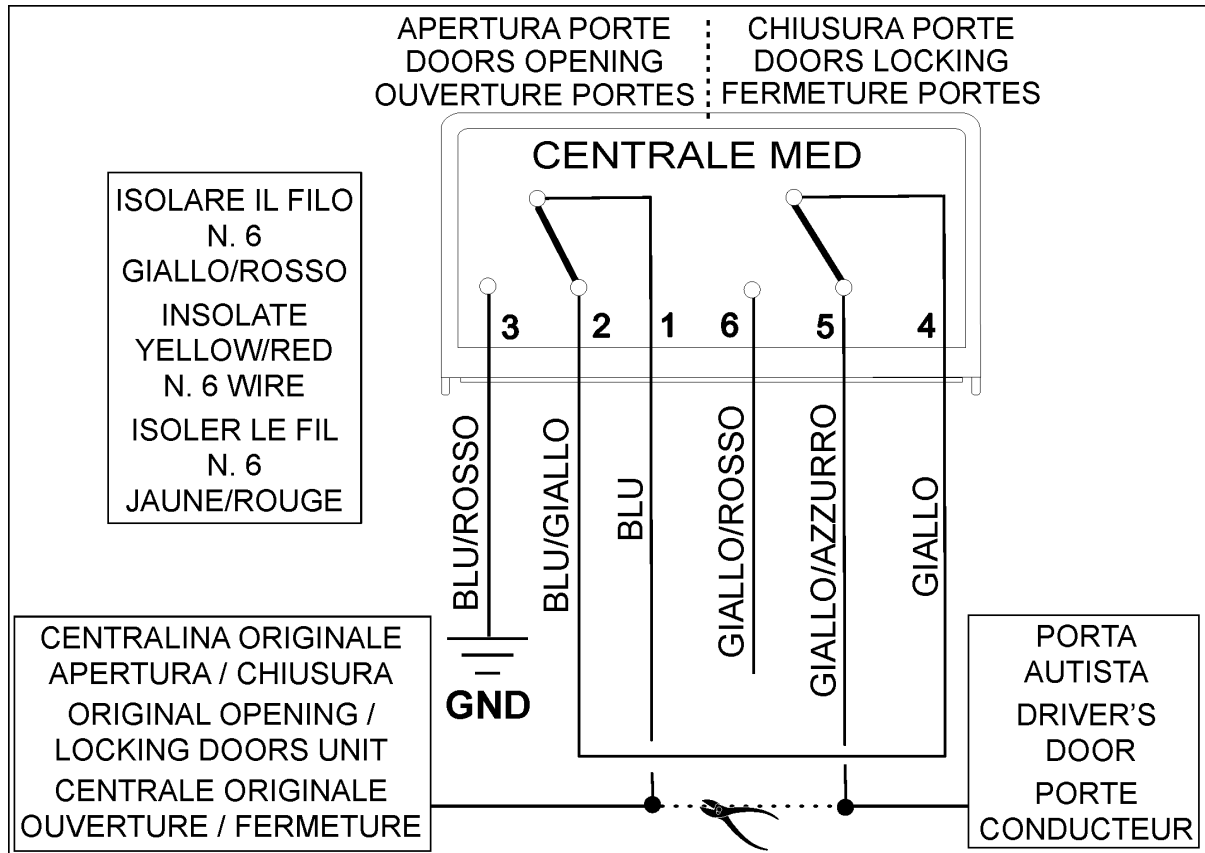 APERTURA PORTE
DOORS OPENING
OUVERTURE PORTES
CHIUSURA PORTE
DOORS LOCKING
FERMETURE PORTES
CENTRALE MED
ISOLARE IL FILO
N. 6
GIALLO/ROSSO
INSOLATE
YELLOW/RED
N. 6 WIRE
ISOLER LE FIL
N. 6
JAUNE/ROUGE
3
2
1
6
5
4
BLU/ROSSO
BLU/GIALLO
BLU
GIALLO/ROSSO
GIALLO/AZZURRO
GIALLO
GND
CENTRALINA ORIGINALE
APERTURA / CHIUSURA
ORIGINAL OPENING /
LOCKING DOORS UNIT
CENTRALE ORIGINALE
OUVERTURE / FERMETURE
PORTA
AUTISTA
DRIVER'S
DOOR
PORTE
CONDUCTEUR